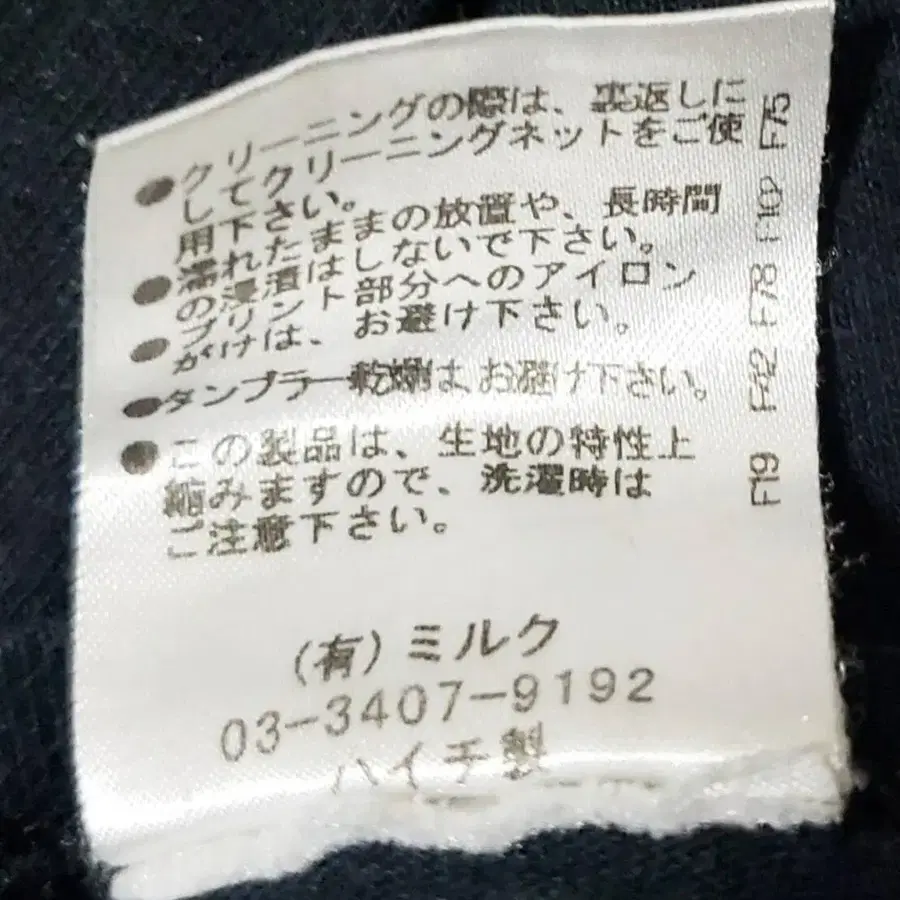 ●クリーニングの際は、裏返しに
してクリーニングネットをご使
用下さい。
●濡れたままの放置や、長時間
の浸漬はしないで下さい。
●プリント部分へのアイロン
がけは、お避け下さい。
●タンブラー乾燥は、お避け下さい。
●この製品は、生地の特性上
縮みますので、洗濯時は
ご注意下さい。
(有)ミルク
03-3407-9192
ハイチ製
F19 F42 F78 F107 F75